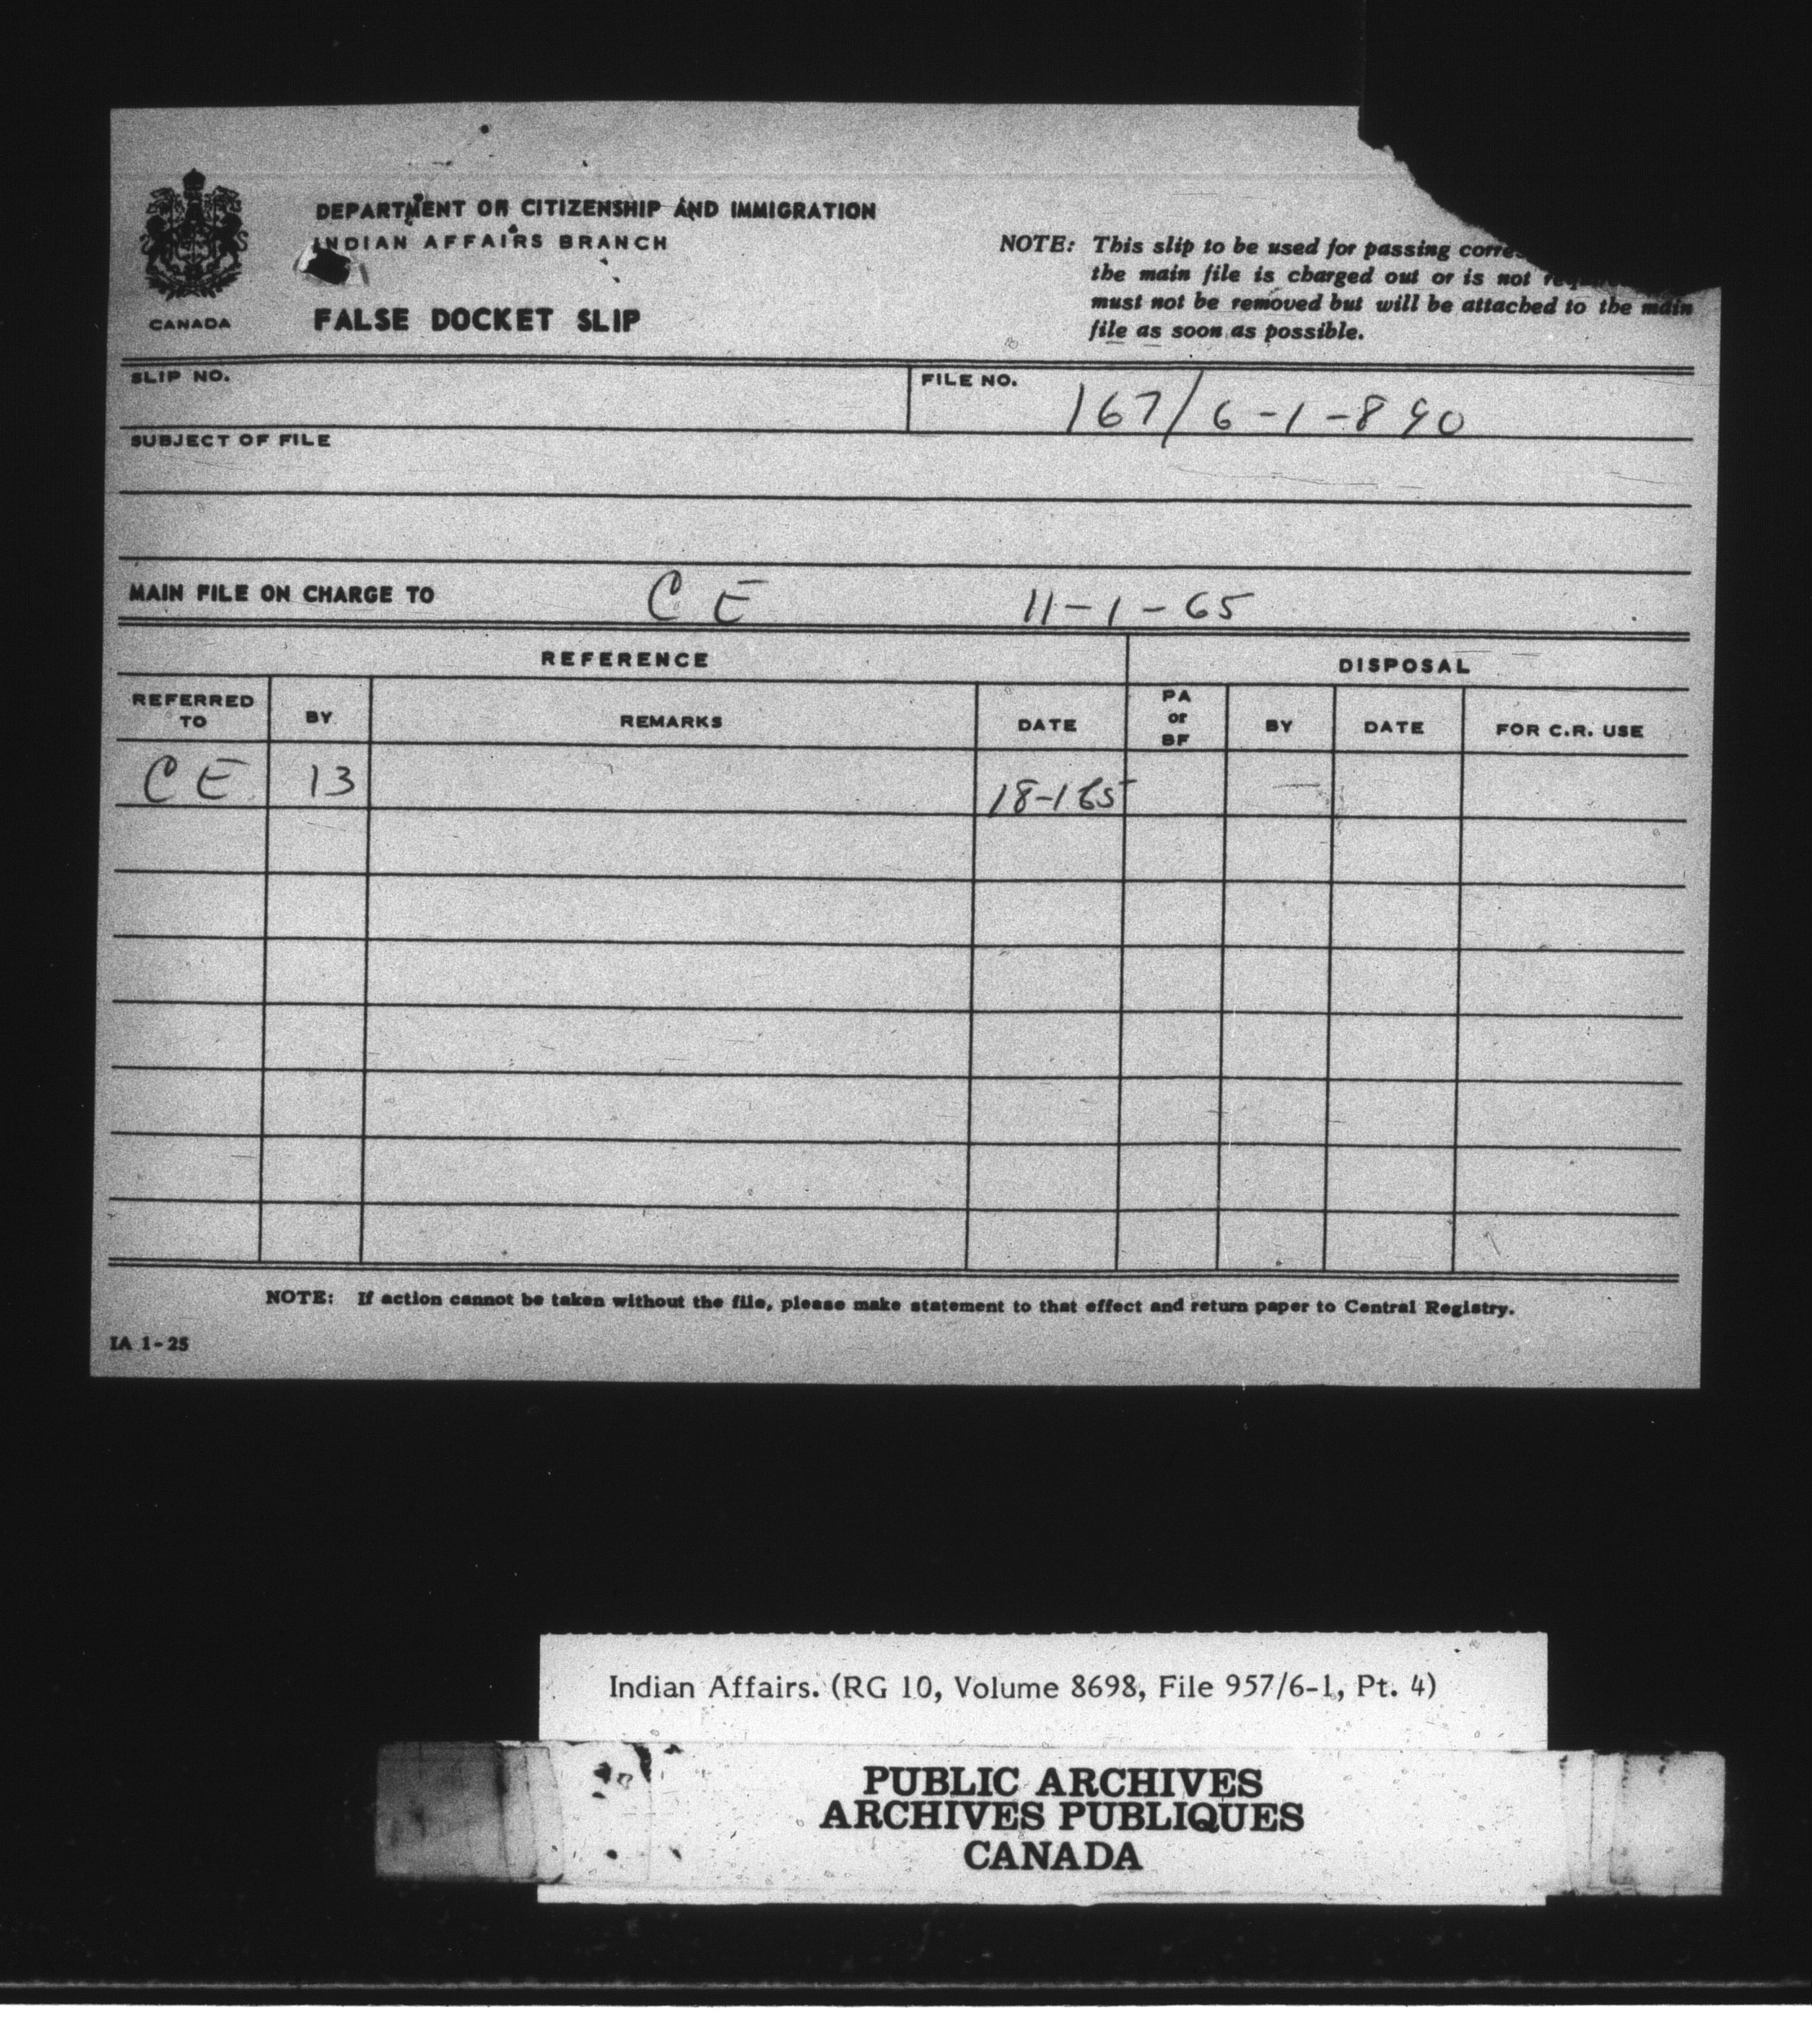 DEPARTMENT OF CITIZENSHIP AND IMMIGRATION
INDIAN AFFAIRS BRANCH
CANADA
FALSE DOCKET SLIP
NOTE: This slip to be used for passing
the main file is charged out or is not
must not be removed but will be attached to the main
file as soon as possible.
SLIP NO.
FILE NO. 167/6-1-890
SUBJECT OF FILE
MAIN FILE ON CHARGE TO CE 11-1-65
REFERENCE DISPOSAL
REFERRED TO BY REMARKS DATE PA or BF BY DATE FOR C.R. USE
CE 13 18-1 65
NOTE: If action cannot be taken without the file, please make statement to that effect and return paper to Central Registry.
IA 1-25
Indian Affairs. (RG 10, Volume 8698, File 957/6-1, Pt. 4)
PUBLIC ARCHIVES
ARCHIVES PUBLIQUES
CANADA